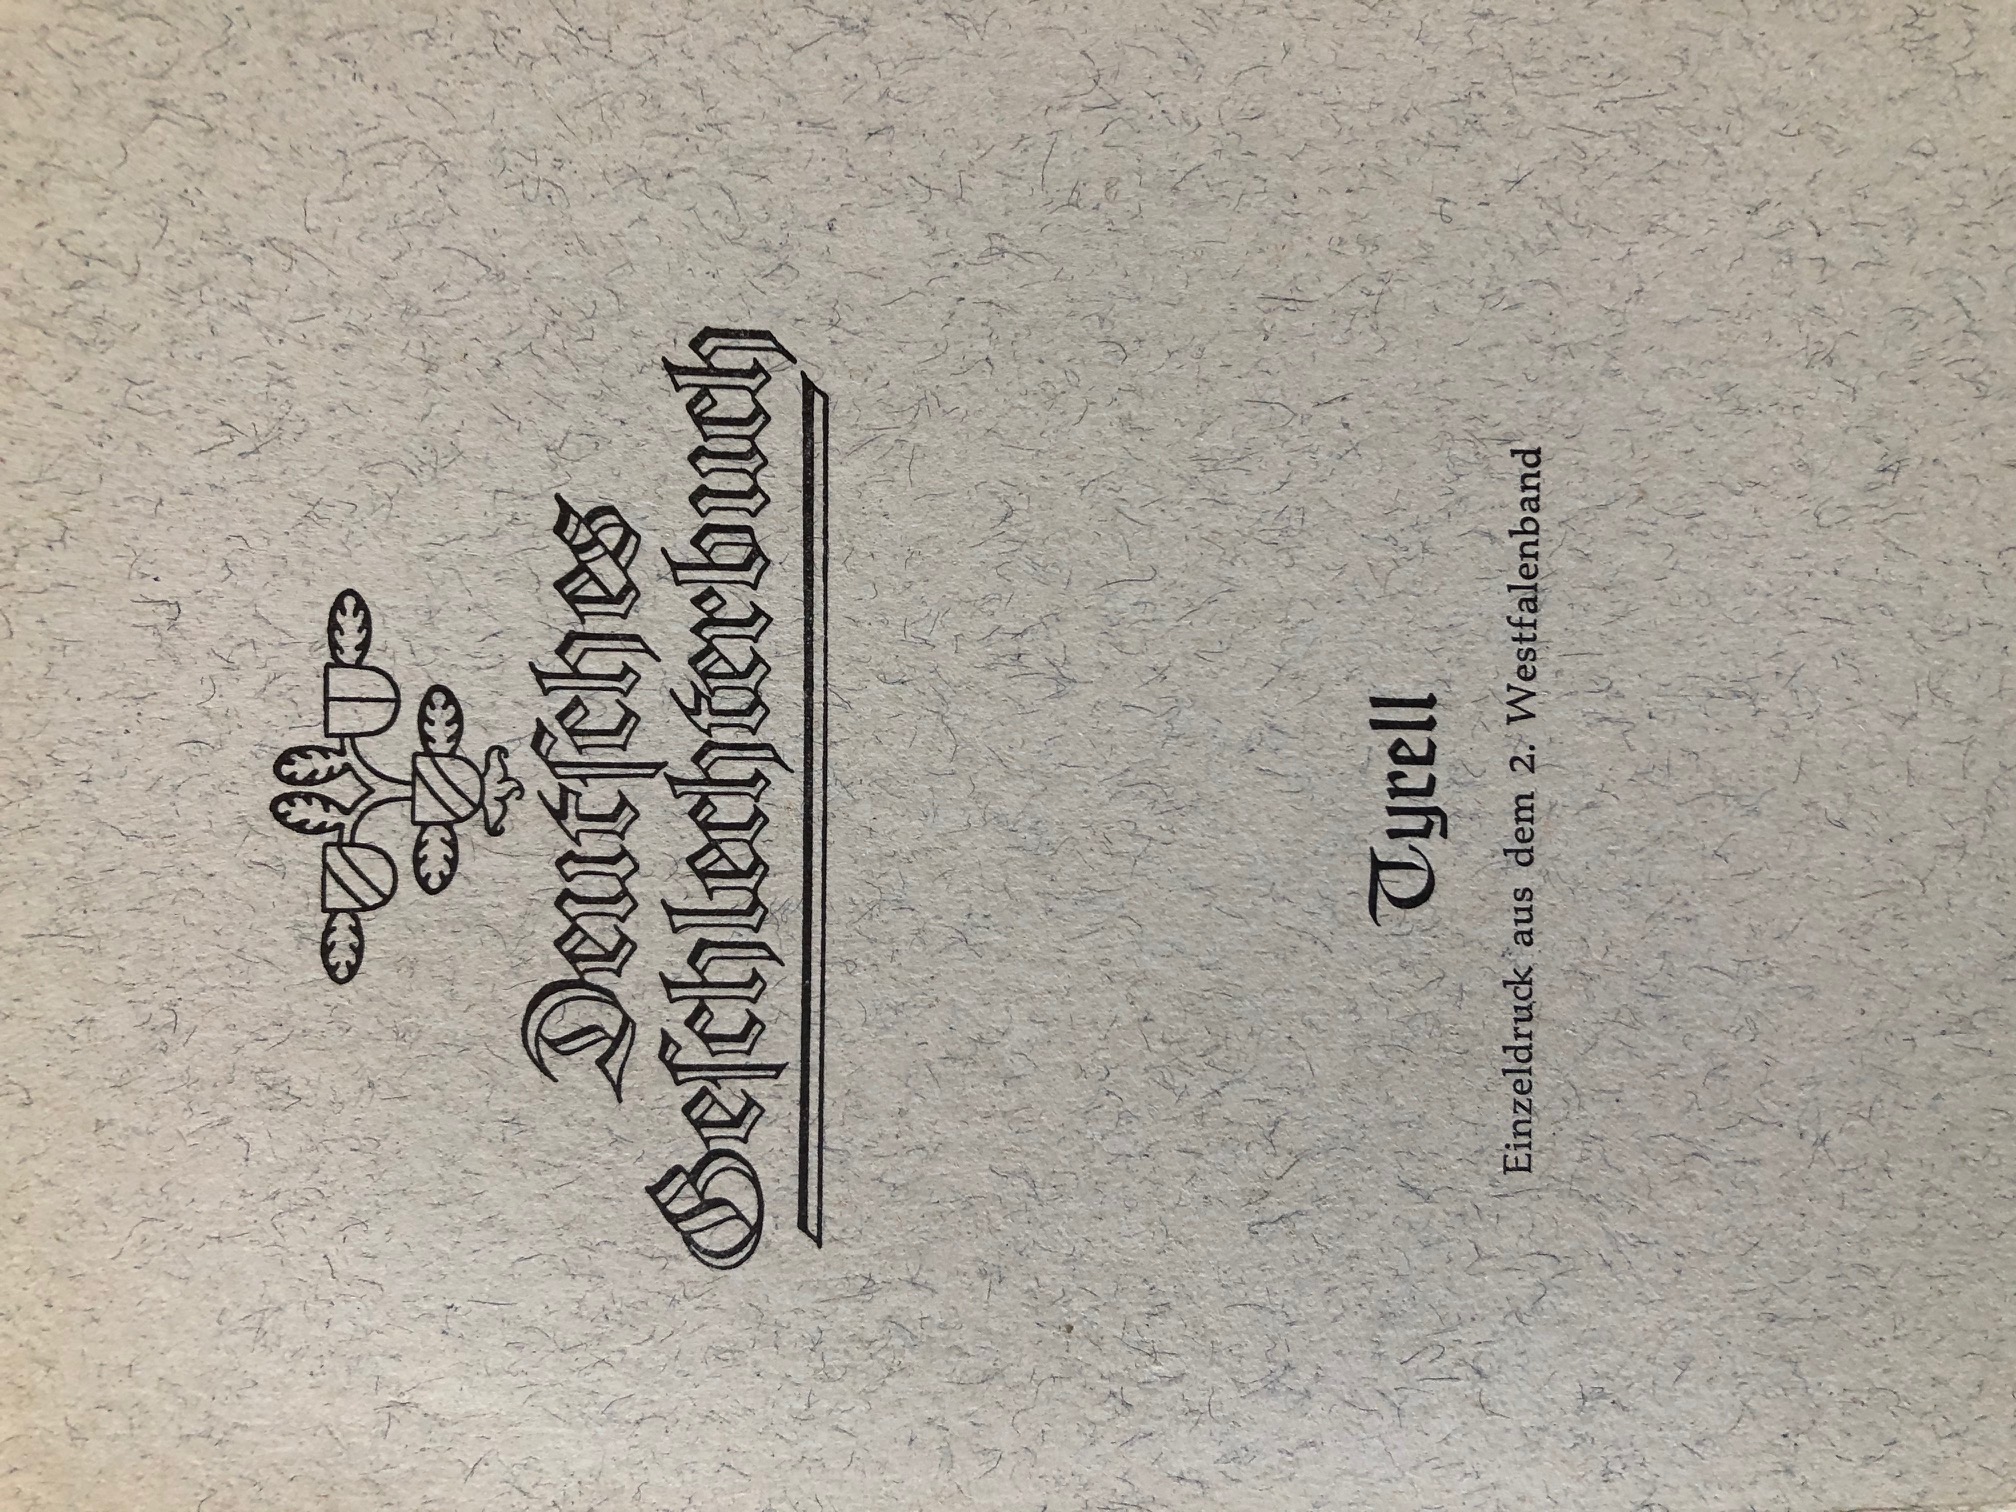 Deutſches
Geſchlechterbuch
Tyrell
Einzeldruck aus dem 2. Westfalenband